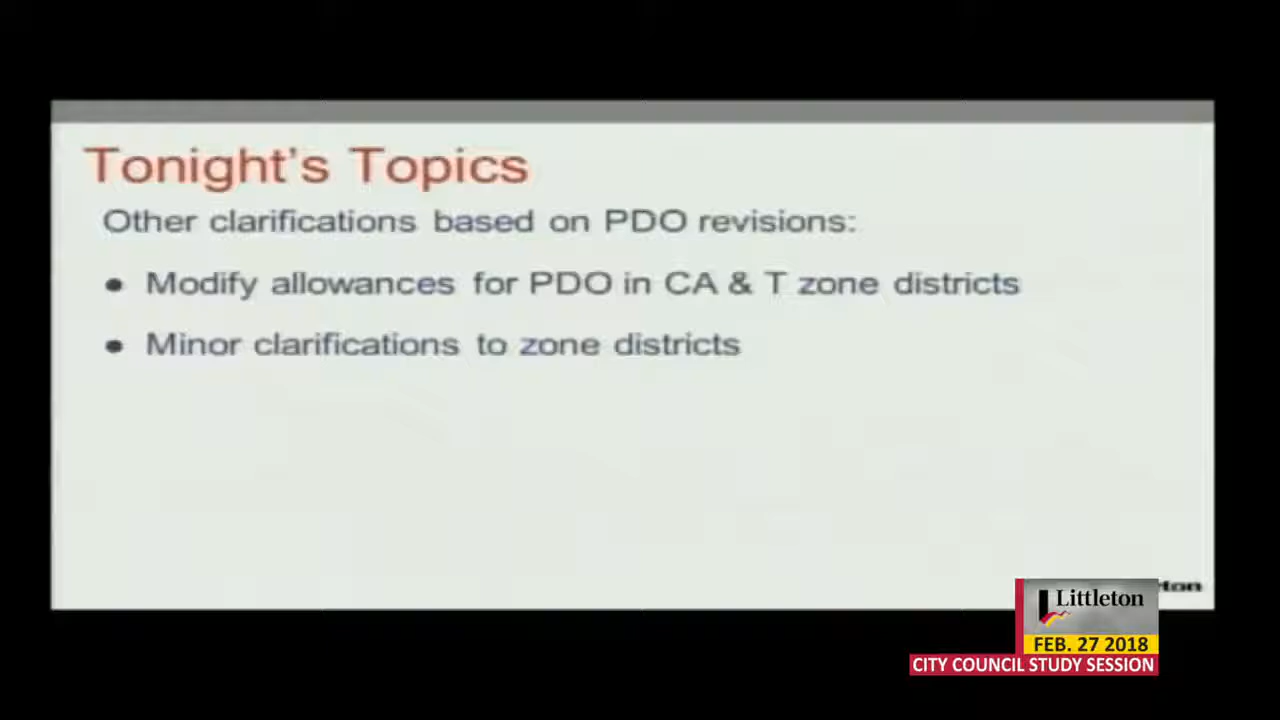 Tonight's Topics
Other clarifications based on PDO revisions:
● Modify allowances for PDO in CA & T zone districts
● Minor clarifications to zone districts
Littleton
FEB. 27 2018
CITY COUNCIL STUDY SESSION